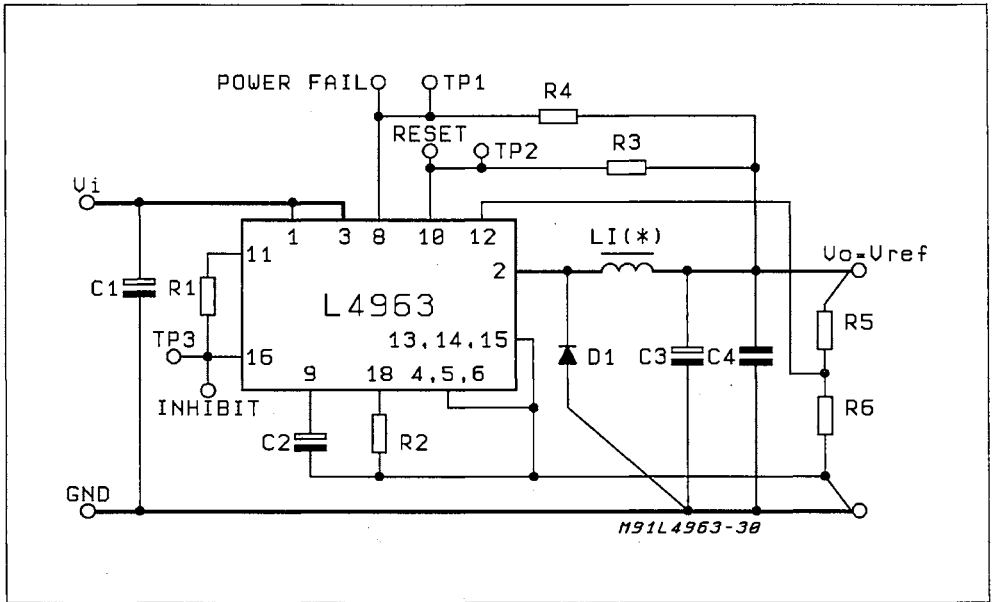 POWER FAIL TP1 R4
RESET TP2 R3
Vi
1 3 8 10 12 LI(*)
11 2 Vo=Vref
C1 R1 L4963 R5
TP3 13,14,15 D1 C3 C4
16 9 18 4,5,6
INHIBIT C2 R2 R6
GND
M91L4963-30